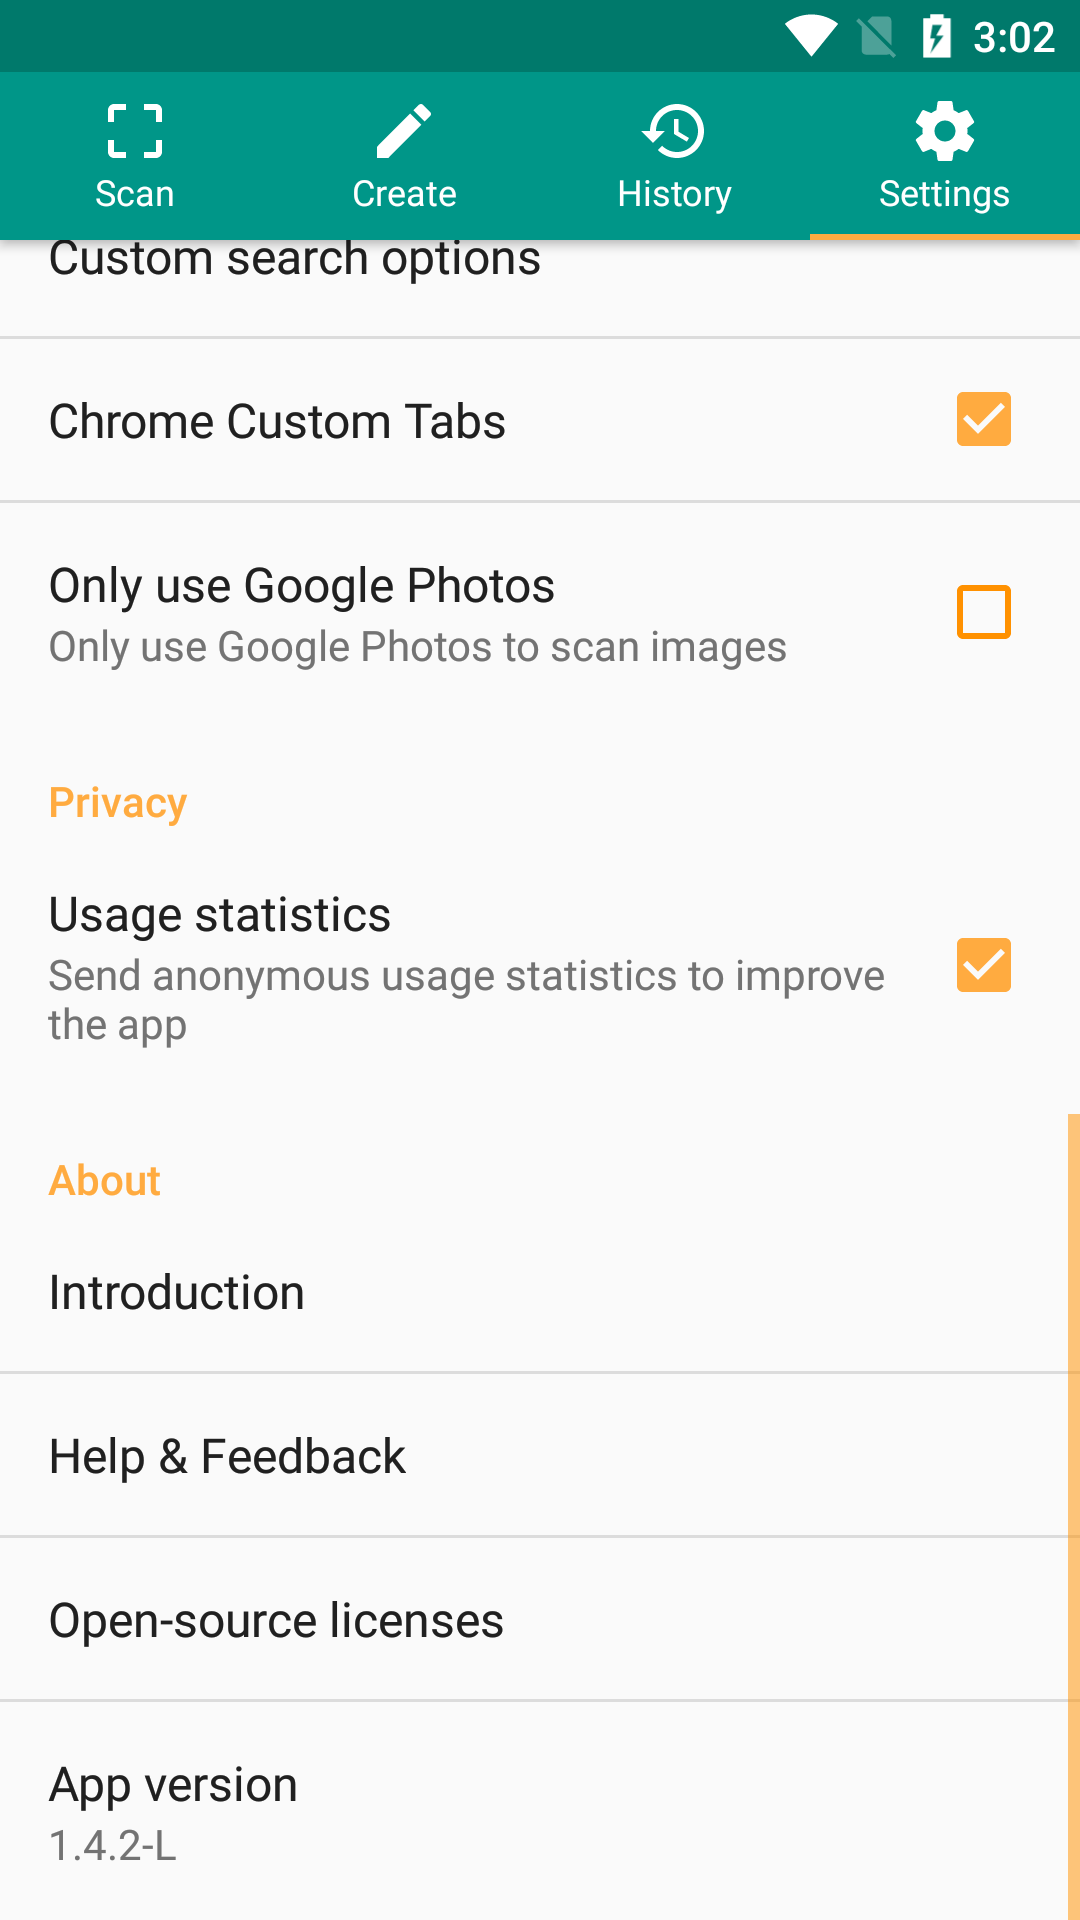 3:02
Scan
Create
History
Settings
Custom search options
Chrome Custom Tabs
Only use Google Photos
Only use Google Photos to scan images
Privacy
Usage statistics
Send anonymous usage statistics to improve
the app
About
Introduction
Help & Feedback
Open-source licenses
App version
1.4.2-L